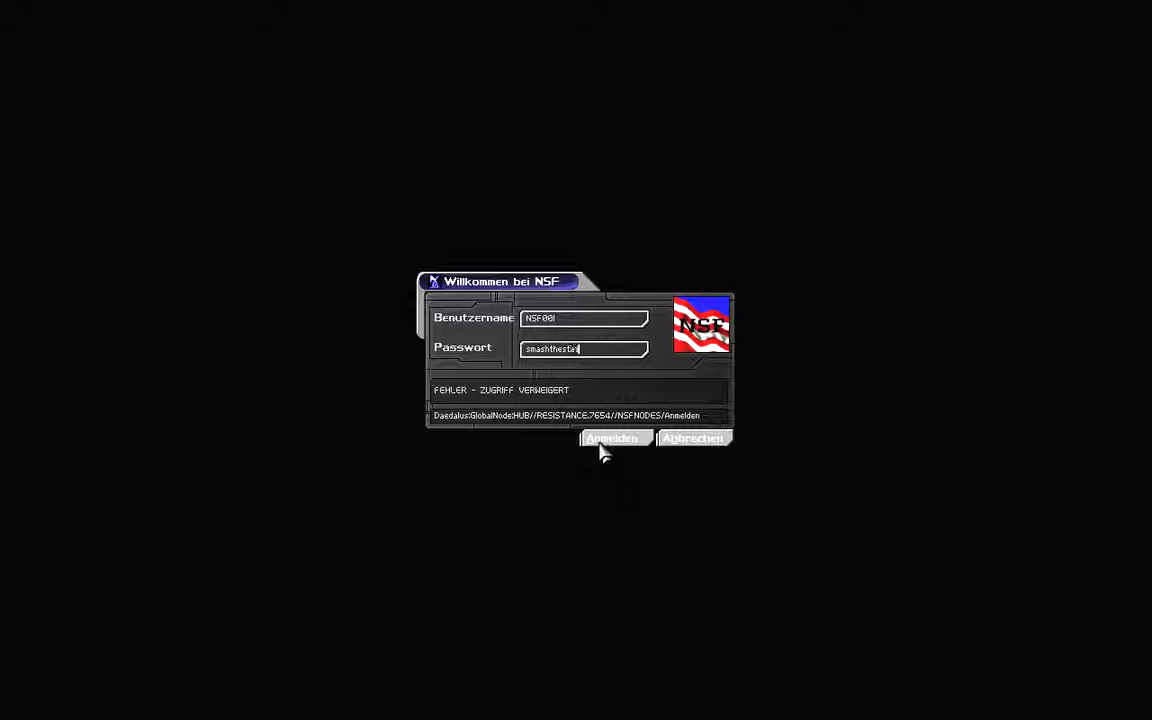 Willkommen bei NSF
Benutzername NSF001
NSF
Passwort smashthestat
FEHLER - ZUGRIFF VERWEIGERT
Daedalus:GlobalNode:HUB//RESISTANCE.7654//NSFNODES/Anmelden
Anmelden Abbrechen